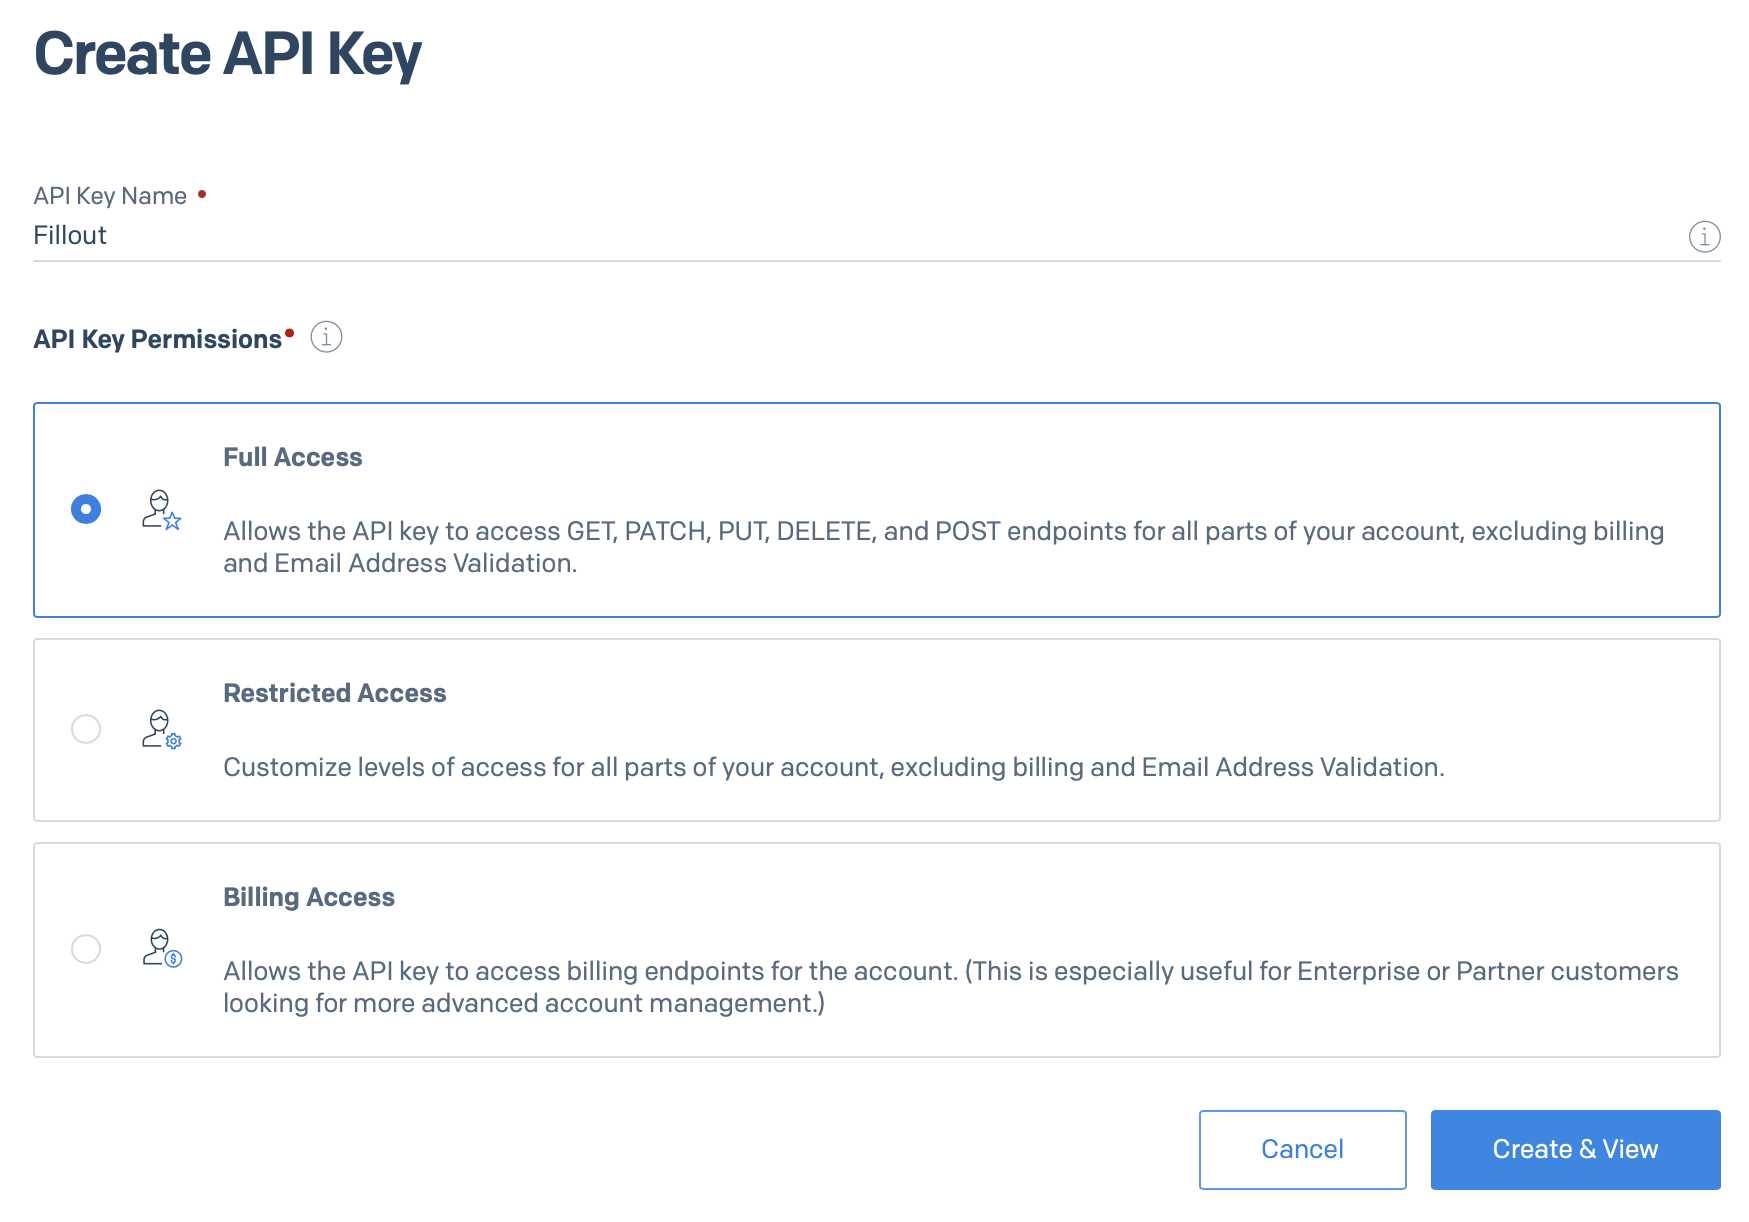 Create API Key
API Key Name
Fillout
API Key Permissions
Full Access
Allows the API key to access GET, PATCH, PUT, DELETE, and POST endpoints for all parts of your account, excluding billing
and Email Address Validation.
Restricted Access
Customize levels of access for all parts of your account, excluding billing and Email Address Validation.
Billing Access
Allows the API key to access billing endpoints for the account. (This is especially useful for Enterprise or Partner customers
looking for more advanced account management.)
Cancel
Create & View